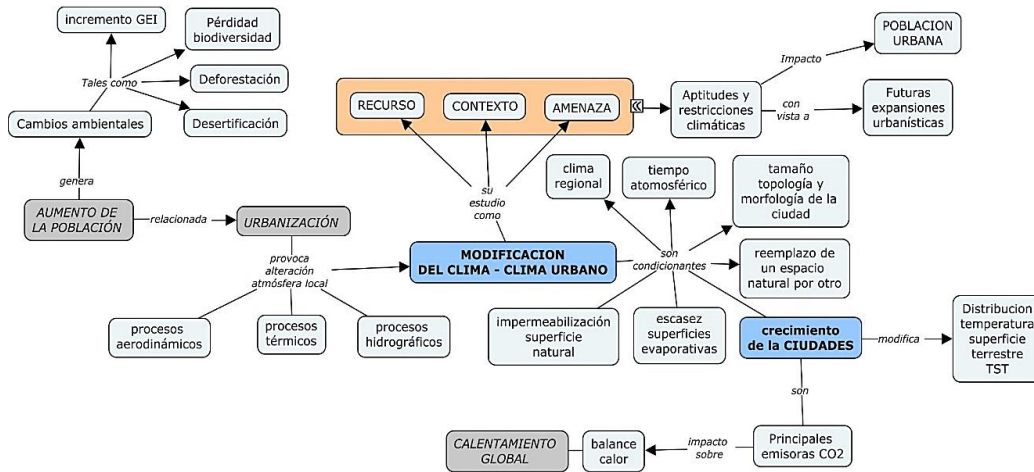 incremento GEI
Pérdidad
biodiversidad
Tales como
Deforestación
Cambios ambientales
Desertificación
genera
AUMENTO DE
LA POBLACIÓN
relacionada
URBANIZACIÓN
provoca
alteración
atmósfera local
procesos
aerodinámicos
procesos
térmicos
procesos
hidrográficos
RECURSO
CONTEXTO
AMENAZA
Aptitudes y
restricciones
climáticas
Impacto
POBLACION
URBANA
con
vista a
Futuras
expansiones
urbanísticas
su
estudio
como
MODIFICACION
DEL CLIMA - CLIMA URBANO
son
condicionantes
clima
regional
tiempo
atomosférico
tamaño
topología y
morfología de la
ciudad
reemplazo de
un espacio
natural por otro
impermeabilización
superficie
natural
escasez
superficies
evaporativas
crecimiento
de la CIUDADES
modifica
Distribucion
temperatura
superficie
terrestre
TST
son
Principales
emisoras CO2
impacto
sobre
balance
calor
CALENTAMIENTO
GLOBAL